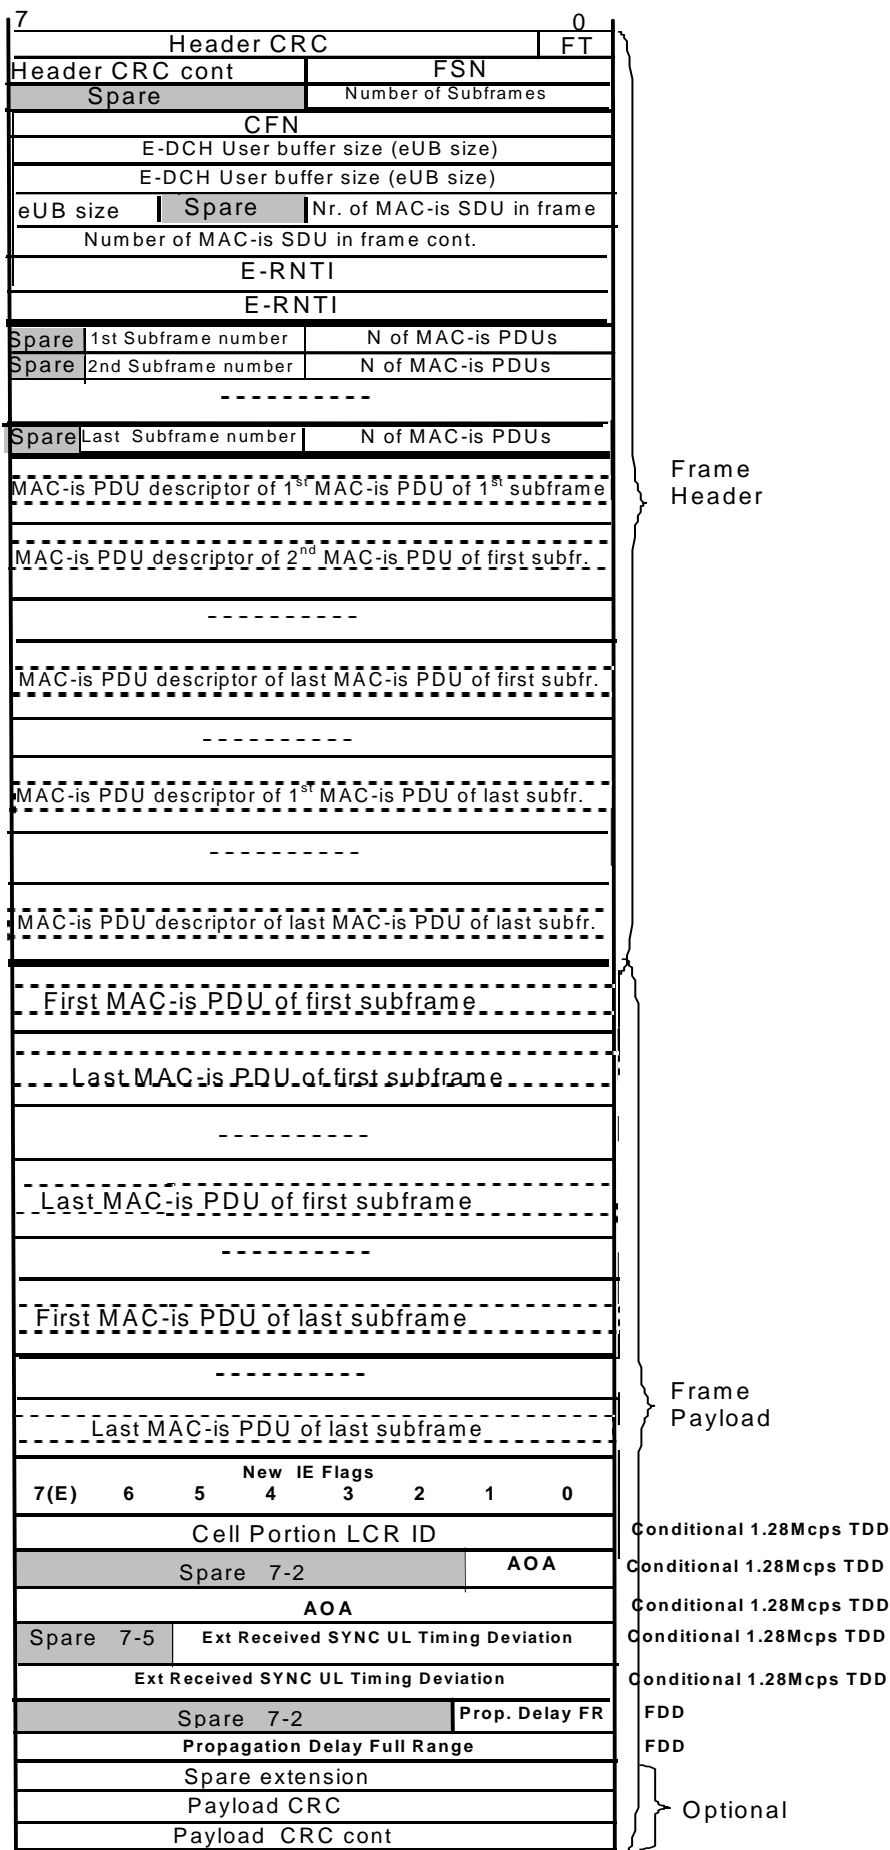 7 0
Header CRC FT
Header CRC cont FSN
Spare Number of Subframes
CFN
E-DCH User buffer size (eUB size)
E-DCH User buffer size (eUB size)
eUB size Spare Nr. of MAC-is SDU in frame
Number of MAC-is SDU in frame cont.
E-RNTI
E-RNTI
Spare 1st Subframe number N of MAC-is PDUs
Spare 2nd Subframe number N of MAC-is PDUs
Spare Last Subframe number N of MAC-is PDUs
Frame
Header
MAC-is PDU descriptor of 1st MAC-is PDU of 1st subframe
MAC-is PDU descriptor of 2nd MAC-is PDU of first subfr.
MAC-is PDU descriptor of last MAC-is PDU of first subfr.
MAC-is PDU descriptor of 1st MAC-is PDU of last subfr.
MAC-is PDU descriptor of last MAC-is PDU of last subfr.
First MAC-is PDU of first subframe
Last MAC-is PDU of first subframe
Last MAC-is PDU of first subframe
First MAC-is PDU of last subframe
Frame
Payload
Last MAC-is PDU of last subframe
New IE Flags
7(E) 6 5 4 3 2 1 0
Cell Portion LCR ID Conditional 1.28Mcps TDD
Spare 7-2 AOA Conditional 1.28Mcps TDD
AOA Conditional 1.28Mcps TDD
Spare 7-5 Ext Received SYNC UL Timing Deviation Conditional 1.28Mcps TDD
Ext Received SYNC UL Timing Deviation Conditional 1.28Mcps TDD
Spare 7-2 Prop. Delay FR FDD
Propagation Delay Full Range FDD
Spare extension
Payload CRC
Optional
Payload CRC cont